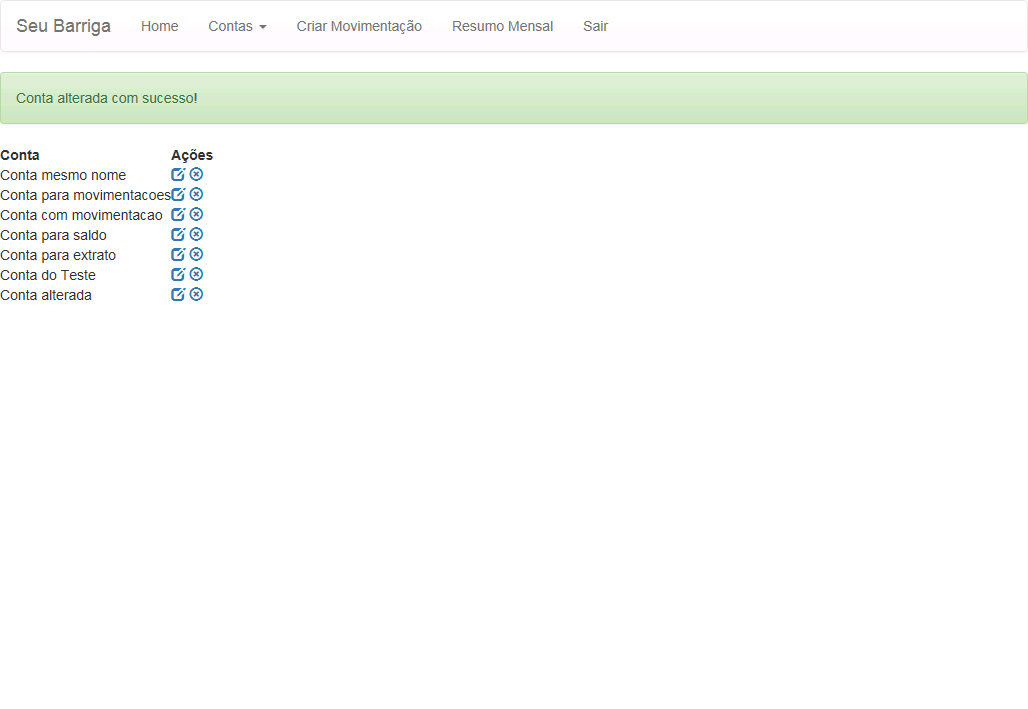 Seu Barriga Home Contas Criar Movimentação Resumo Mensal Sair
Conta alterada com sucesso!
Conta Ações
Conta mesmo nome
Conta para movimentacoes
Conta com movimentacao
Conta para saldo
Conta para extrato
Conta do Teste
Conta alterada